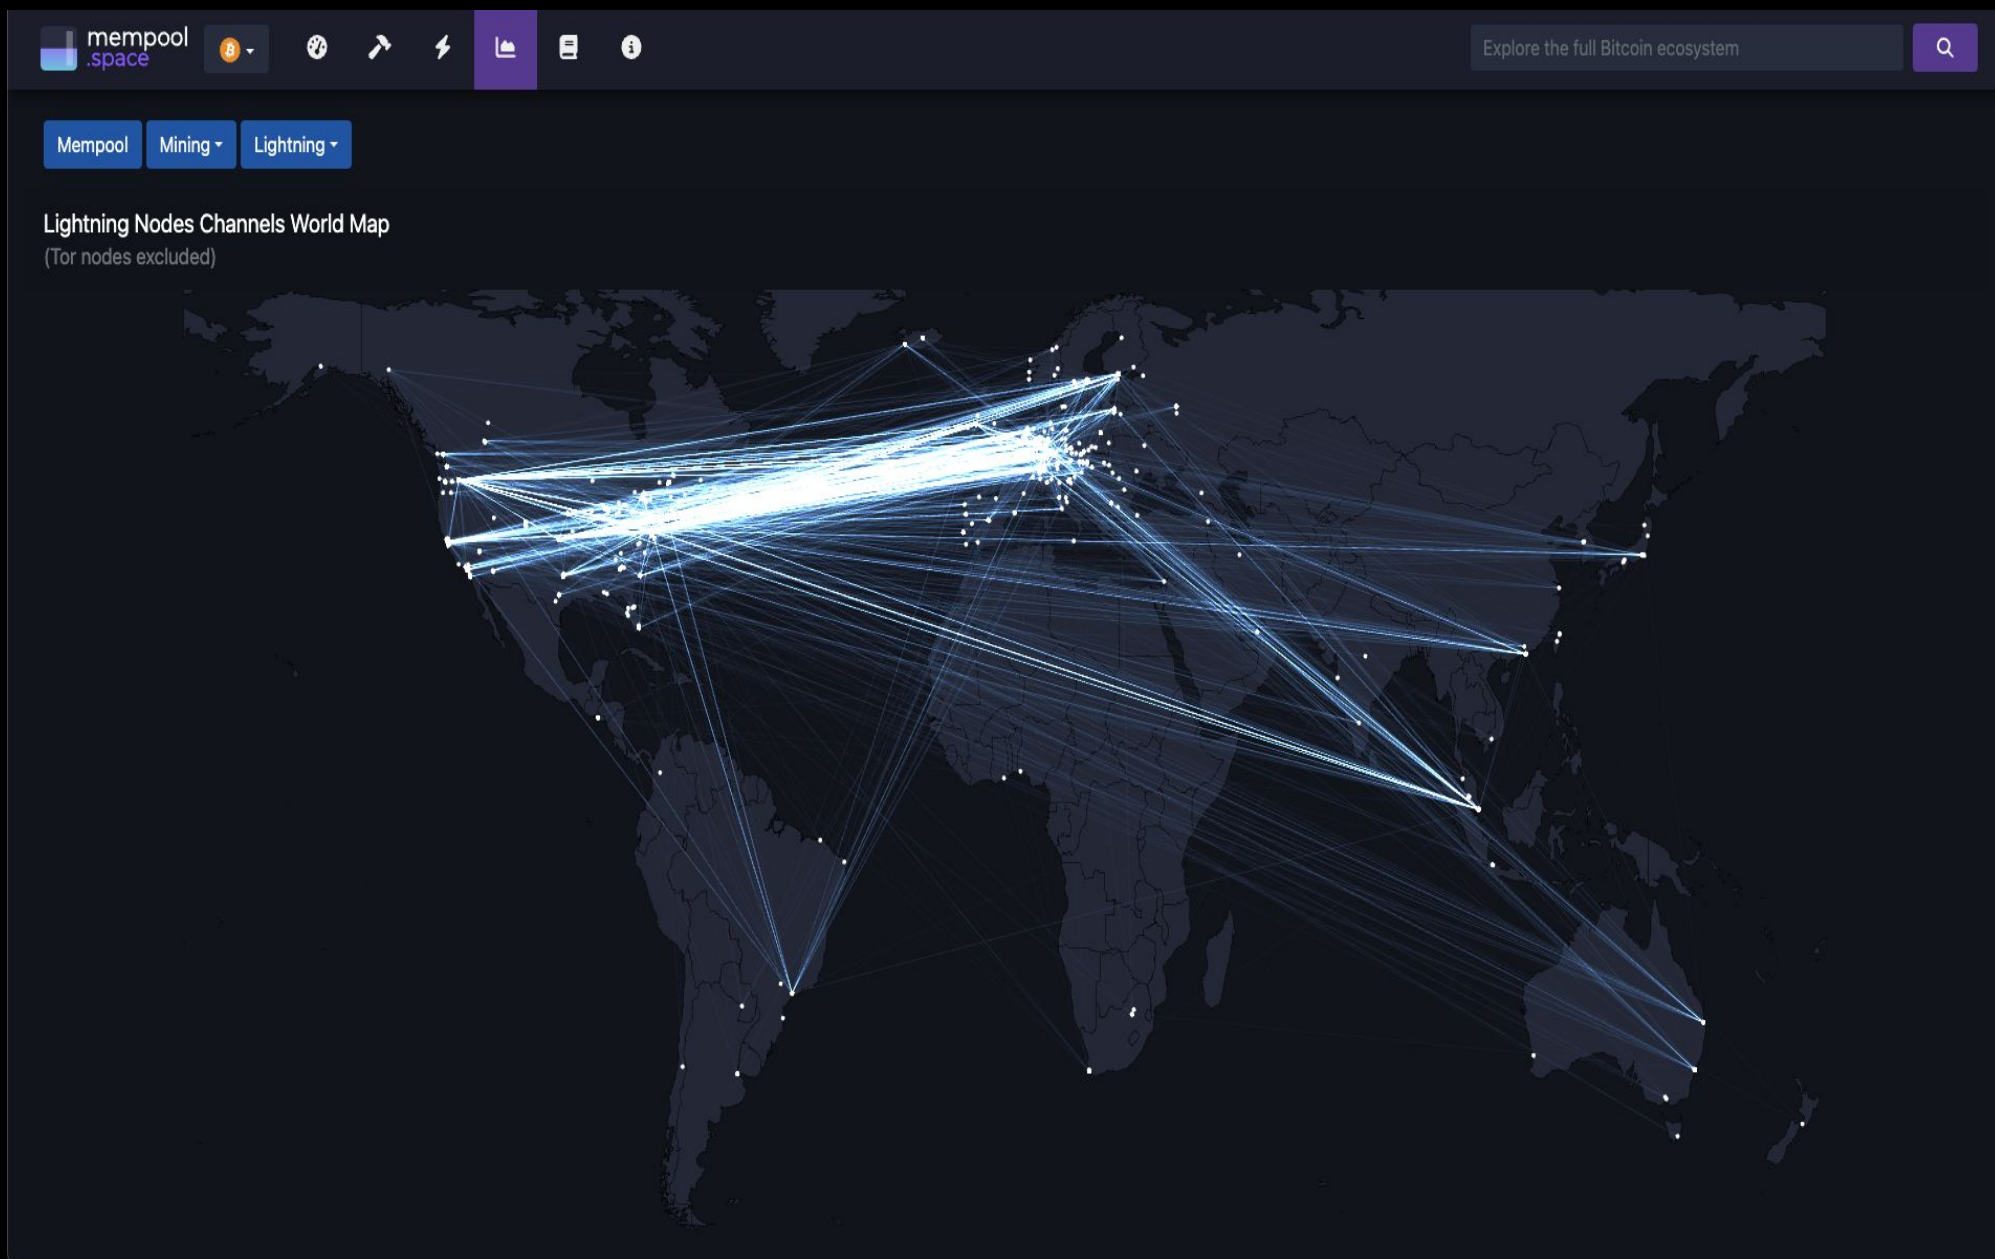 mempool
.space
Explore the full Bitcoin ecosystem
Mempool
Mining
Lightning
Lightning Nodes Channels World Map
(Tor nodes excluded)